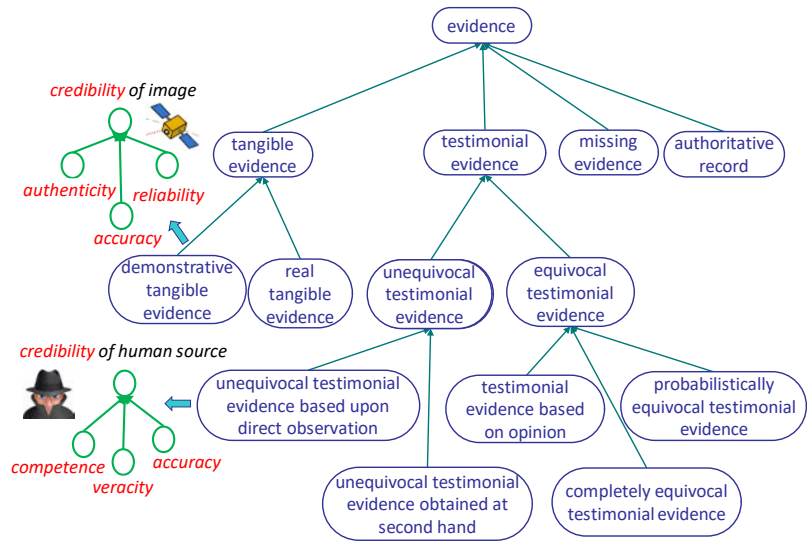 evidence
credibility of image
authenticity
reliability
accuracy
tangible
evidence
testimonial
evidence
missing
evidence
authoritative
record
demonstrative
tangible
evidence
real
tangible
evidence
unequivocal
testimonial
evidence
equivocal
testimonial
evidence
credibility of human source
competence
veracity
accuracy
unequivocal testimonial
evidence based upon
direct observation
testimonial
evidence based
on opinion
probabilistically
equivocal testimonial
evidence
unequivocal testimonial
evidence obtained at
second hand
completely equivocal
testimonial evidence